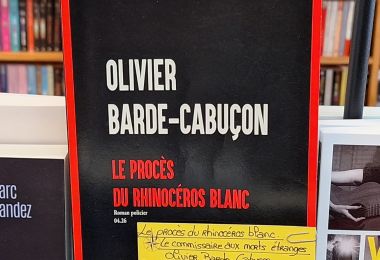 OLIVIER
BARDE-CABUÇON
LE PROCÈS
DU RHINOCÉROS BLANC
Roman policier
04.26
Le procès du rhinocéros blanc.
# Le commissaire aux morts étranges
Olivier Barde Cabuçon
arc
andez